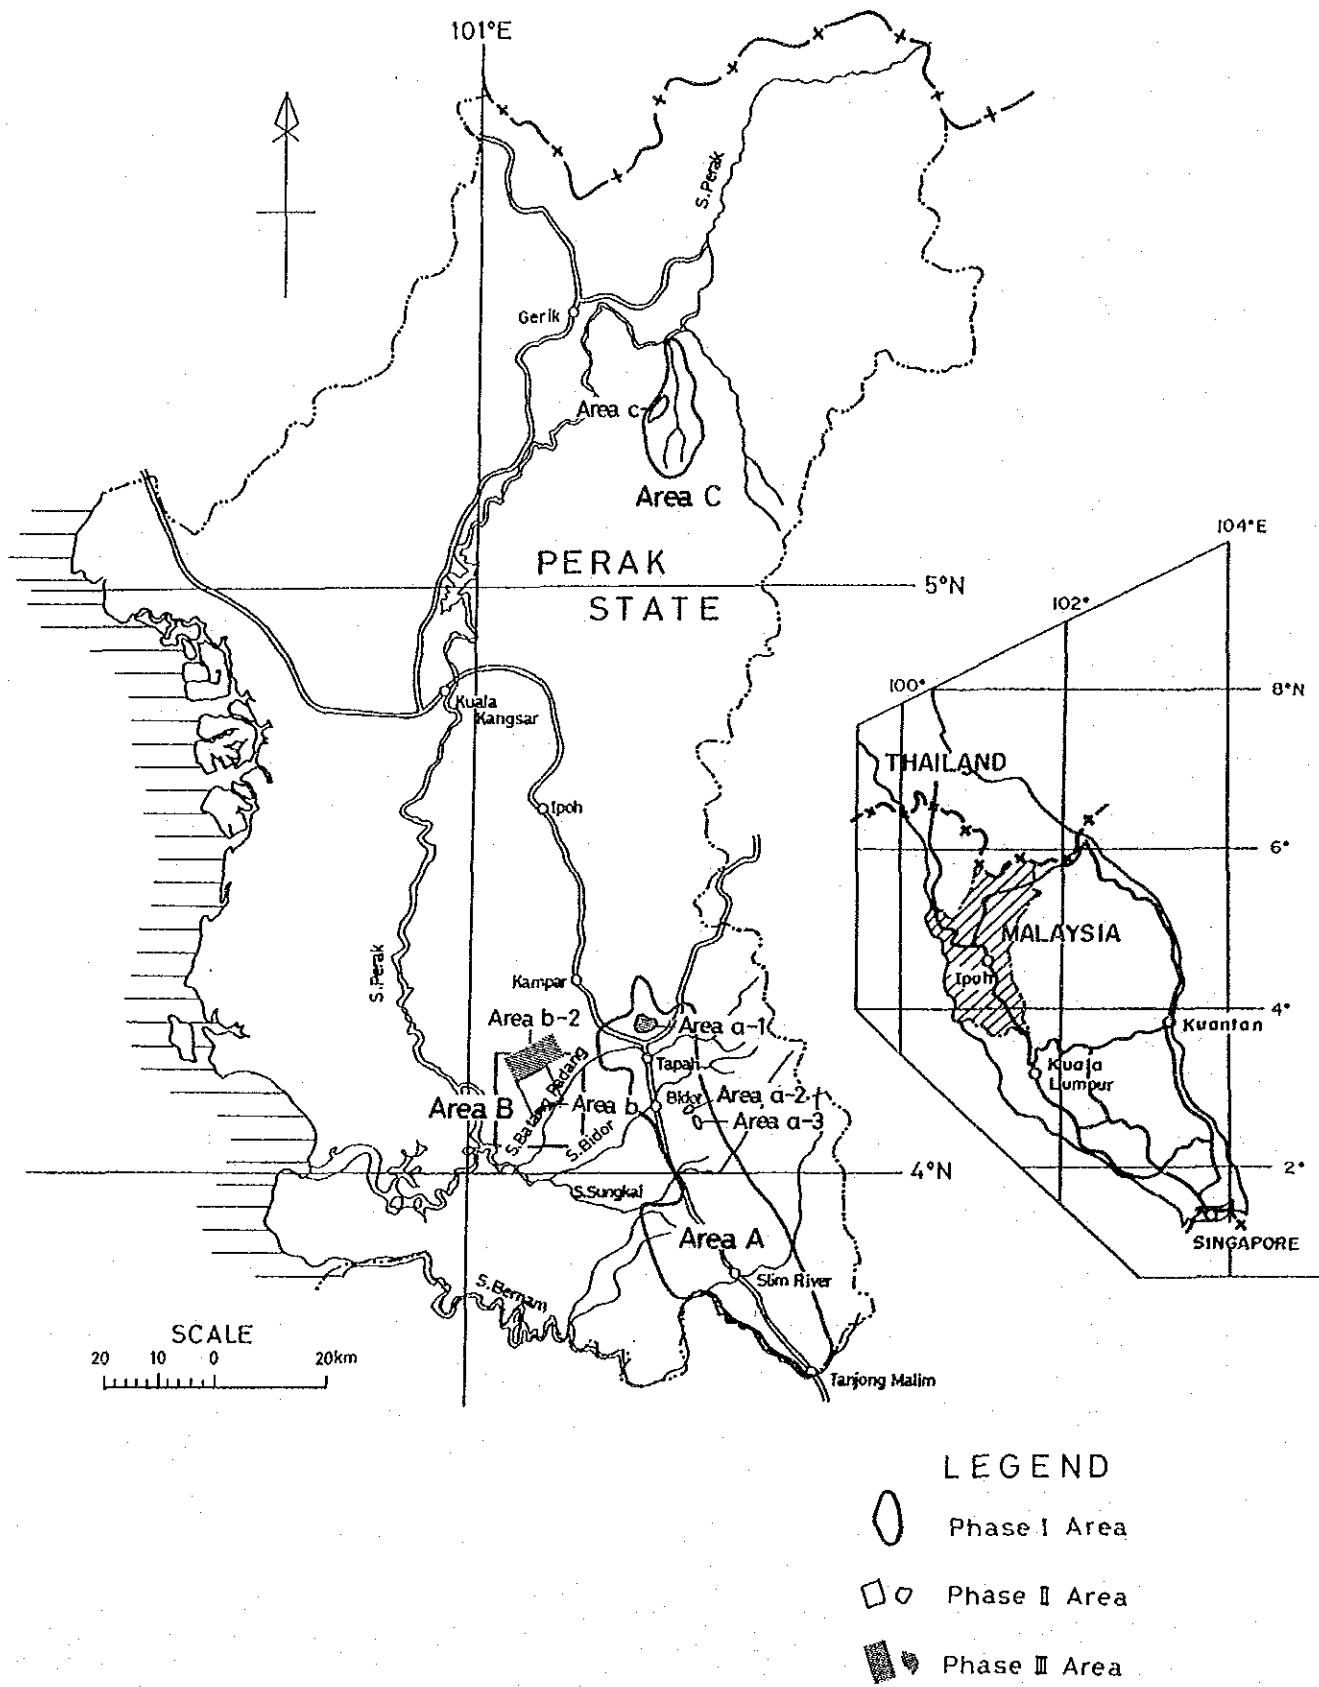 101°E
S.Perak
Gerik
Area c
Area C
PERAK
STATE
5°N
Kuala
Kangsar
Ipoh
S.Perak
Kampar
Area b-2
Area a-1
Tapah
S.Batang Padang
Area B
Area b
Bidor
Area a-2
Area a-3
S.Bidor
4°N
S.Sungkai
Area A
Slim River
S.Bernam
Tanjong Malim
SCALE
20 10 0 20km
104°E
102°
100°
8°N
THAILAND
6°
MALAYSIA
Ipoh
4°
Kuantan
Kuala
Lumpur
2°
SINGAPORE
LEGEND
Phase I Area
Phase II Area
Phase III Area